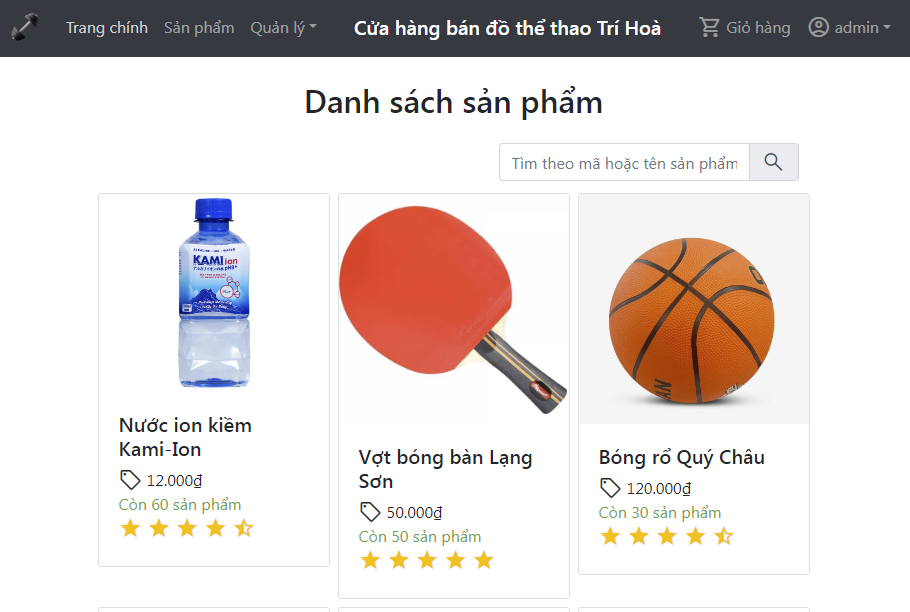 Trang chính
Sản phẩm
Quản lý
Cửa hàng bán đồ thể thao Trí Hoà
Giỏ hàng
admin
Danh sách sản phẩm
Tìm theo mã hoặc tên sản phẩm
KAMI ion
Nước ion kiềm
Kami-Ion
12.000₫
Còn 60 sản phẩm
Vợt bóng bàn Lạng
Sơn
50.000₫
Còn 50 sản phẩm
Bóng rổ Quý Châu
120.000₫
Còn 30 sản phẩm